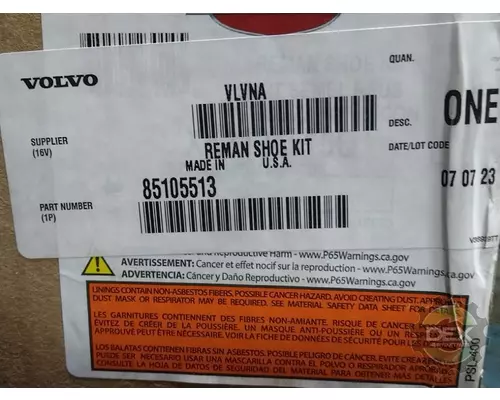 VOLVO
VLVNA
QUAN.
SUPPLIER
(16V)
DESC.
ONE
REMAN SHOE KIT
MADE IN U.S.A.
DATE/LOT CODE
85105513
07 07 23
PART NUMBER
(1P)
and Reproductive Harm - www.P65Warnings.ca.gov
AVERTISSEMENT: Cancer et effet nocif sur la reproduction - www.P65Warnings.ca.gov
ADVERTENCIA: Cáncer y Daño Reproductivo - www.P65Warnings.ca.gov
LININGS CONTAIN NON-ASBESTOS FIBERS. POSSIBLE CANCER HAZARD. AVOID CREATING DUST. APPROVED
DUST MASK OR RESPIRATOR MAY BE REQUIRED. SEE MATERIAL SAFETY DATA SHEET FOR
LES GARNITURES CONTIENNENT DES FIBRES NON-AMIANTE. RISQUE DE CANCER
ÉVITEZ DE CRÉER DE LA POUSSIÈRE. UN MASQUE ANTI-POUSSIÈRE OU UN
APPROUVÉ PEUT ÊTRE NÉCESSAIRE. VOIR LA FICHE DE DONNÉES DE SÉCURITÉ POUR
LOS BALATAS CONTIENEN FIBRAS SIN ASBESTOS. POSIBLE PELIGRO DE CÁNCER. EVITE
PUEDE SER NECESARIO USAR UNA MASCARILLA CONTRA EL POLVO O RESPIRADOR
LA HOJA DE DATOS DE SEGURIDAD DEL MATERIAL PARA OBTENER MÁS DETALLES